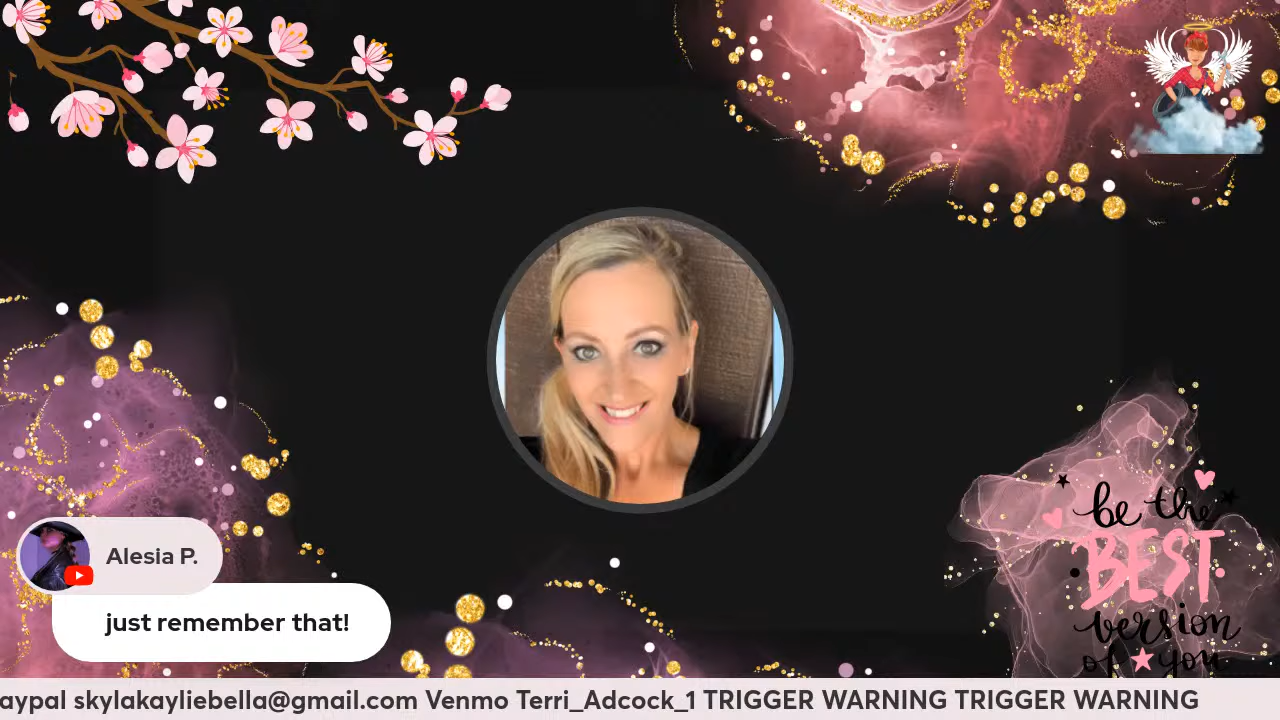 be the
BEST
version
of you
Alesia P.
just remember that!
aypal skylakayliebella@gmail.com Venmo Terri_Adcock_1 TRIGGER WARNING TRIGGER WARNING